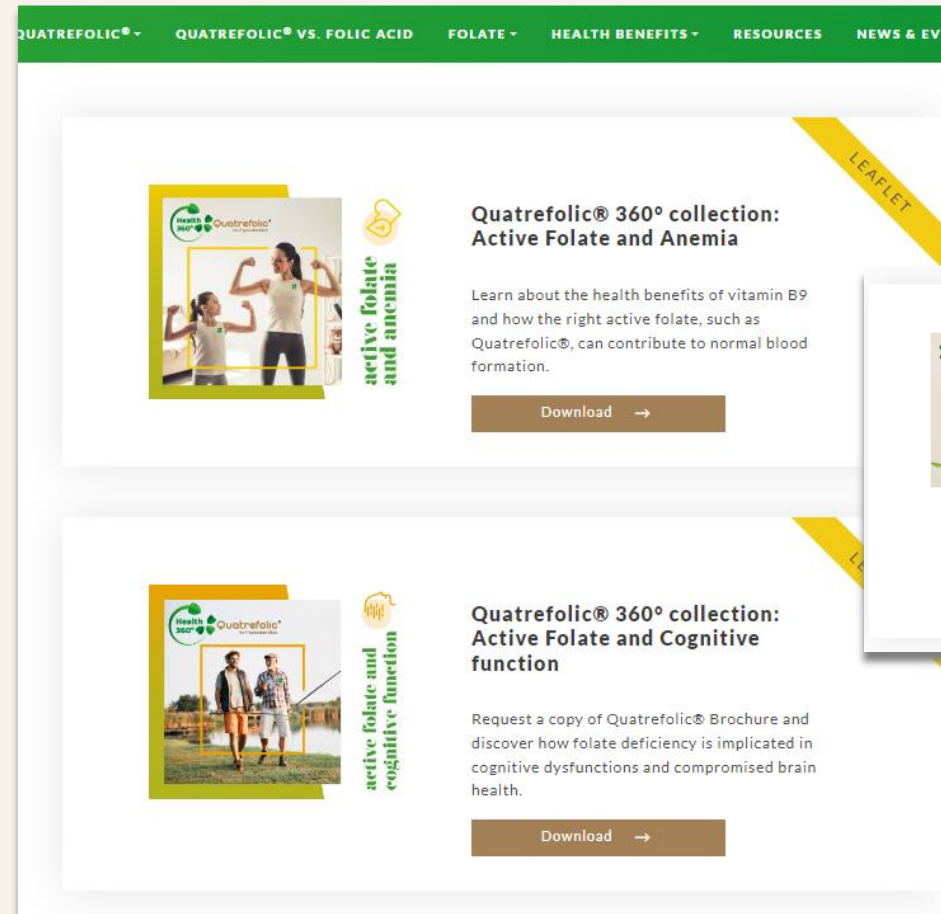 QUATREFOLIC®
QUATREFOLIC® VS. FOLIC ACID
FOLATE
HEALTH BENEFITS
RESOURCES
NEWS & EV
LEAFLET
Health
360°
Quatrefolic®
active folate
and anemia
Quatrefolic® 360° collection:
Active Folate and Anemia
Learn about the health benefits of vitamin B9
and how the right active folate, such as
Quatrefolic®, can contribute to normal blood
formation.
Download →
Health
360°
Quatrefolic®
active folate and
cognitive function
Quatrefolic® 360° collection:
Active Folate and Cognitive
function
Request a copy of Quatrefolic® Brochure and
discover how folate deficiency is implicated in
cognitive dysfunctions and compromised brain
health.
Download →